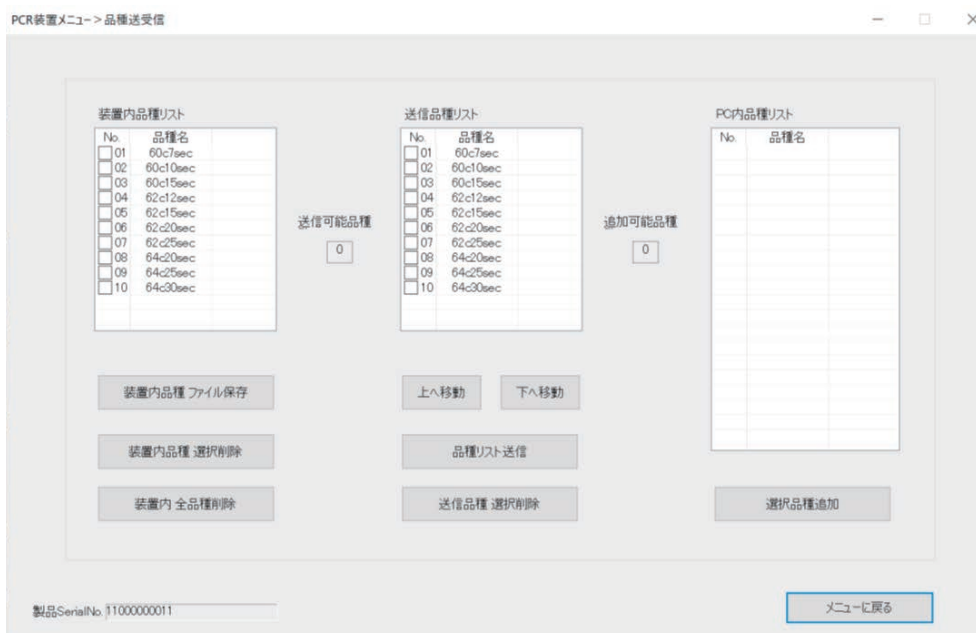 PCR装置メニュー > 品種送受信
装置内品種リスト
No. 品種名
01 60c7sec
02 60c10sec
03 60c15sec
04 62c12sec
05 62c15sec
06 62c20sec
07 62c25sec
08 64c20sec
09 64c25sec
10 64c30sec
送信可能品種
0
送信品種リスト
No. 品種名
01 60c7sec
02 60c10sec
03 60c15sec
04 62c12sec
05 62c15sec
06 62c20sec
07 62c25sec
08 64c20sec
09 64c25sec
10 64c30sec
追加可能品種
0
PC内品種リスト
No. 品種名
装置内品種 ファイル保存
上へ移動 下へ移動
装置内品種 選択削除
品種リスト送信
装置内 全品種削除
送信品種 選択削除
選択品種追加
製品SerialNo. 11000000011
メニューに戻る